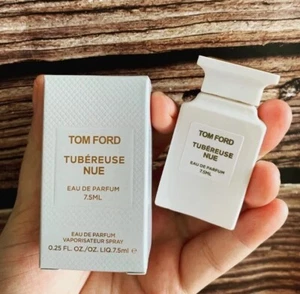 TOM FORD
TUBÉREUSE
NUE
EAU DE PARFUM
7.5ML
EAU DE PARFUM
VAPORISATEUR SPRAY
0.25 FL. OZ./OZ. LIQ.7.5ml e
TOM FORD
TUBÉREUSE
NUE
EAU DE PARFUM
7.5ML